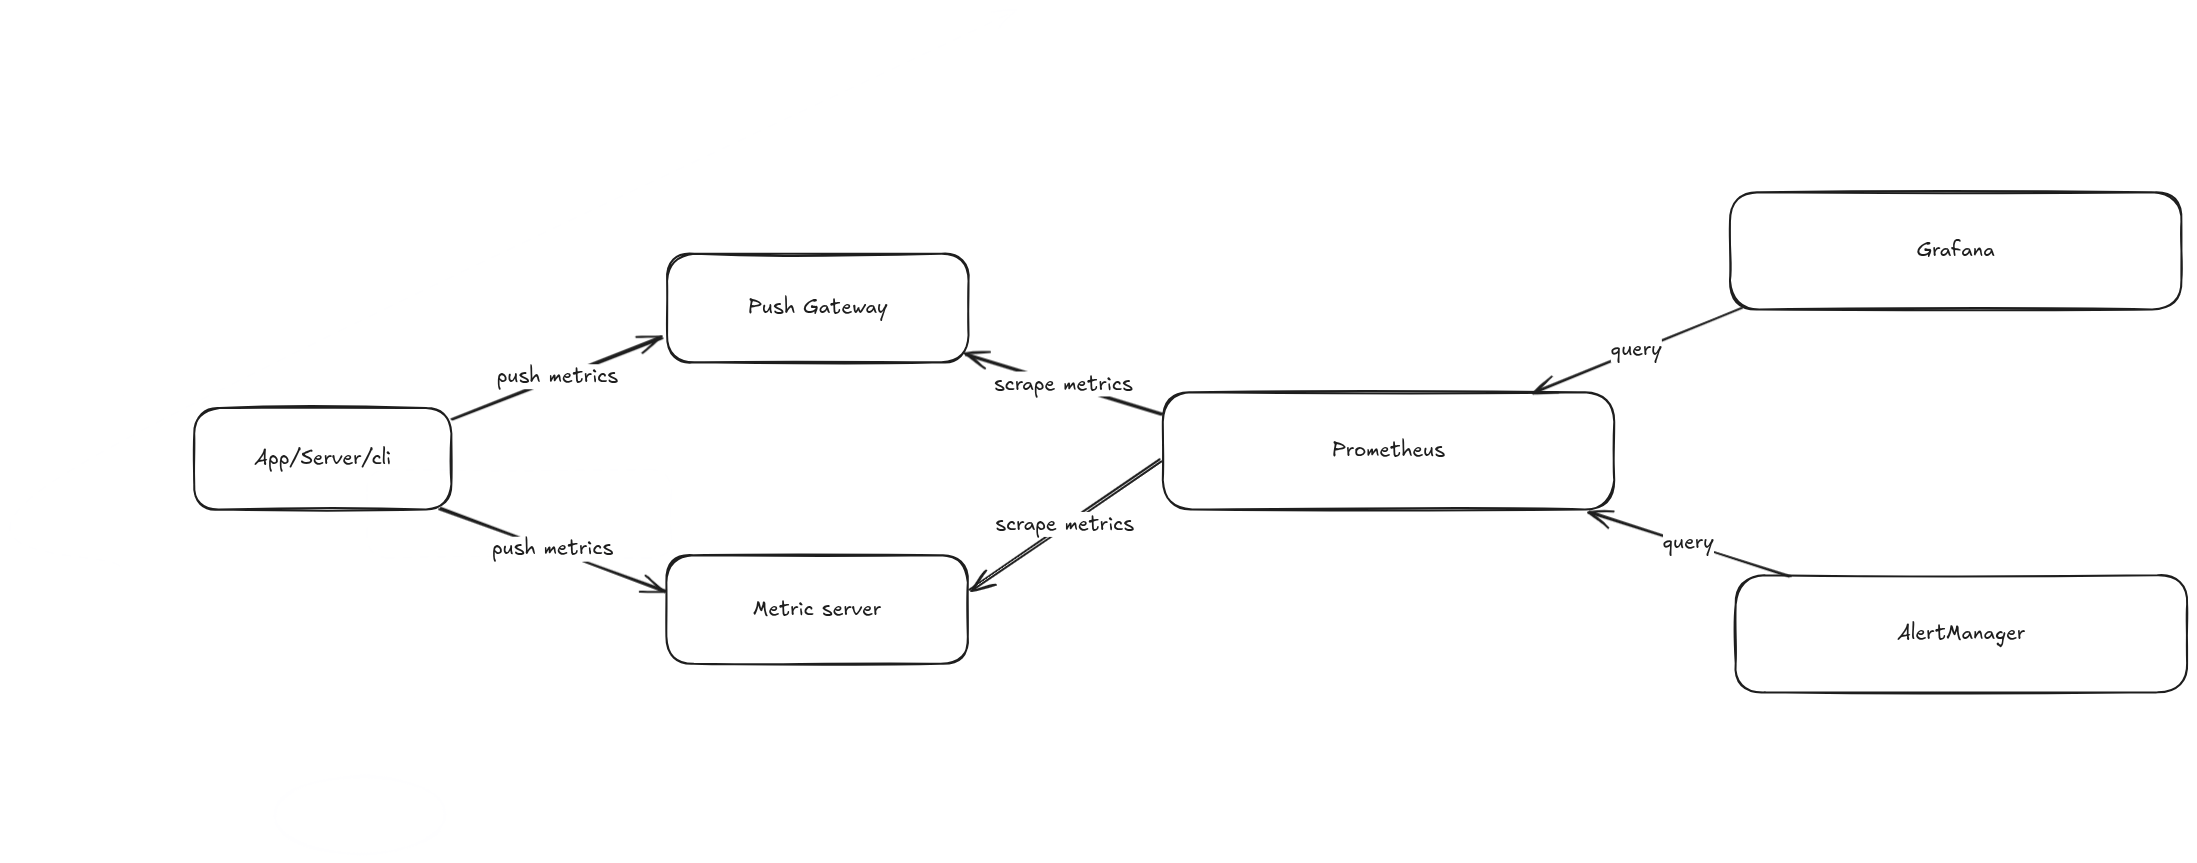 Grafana
Push Gateway
query
push metrics
scrape metrics
App/Server/cli
Prometheus
scrape metrics
push metrics
query
Metric server
AlertManager